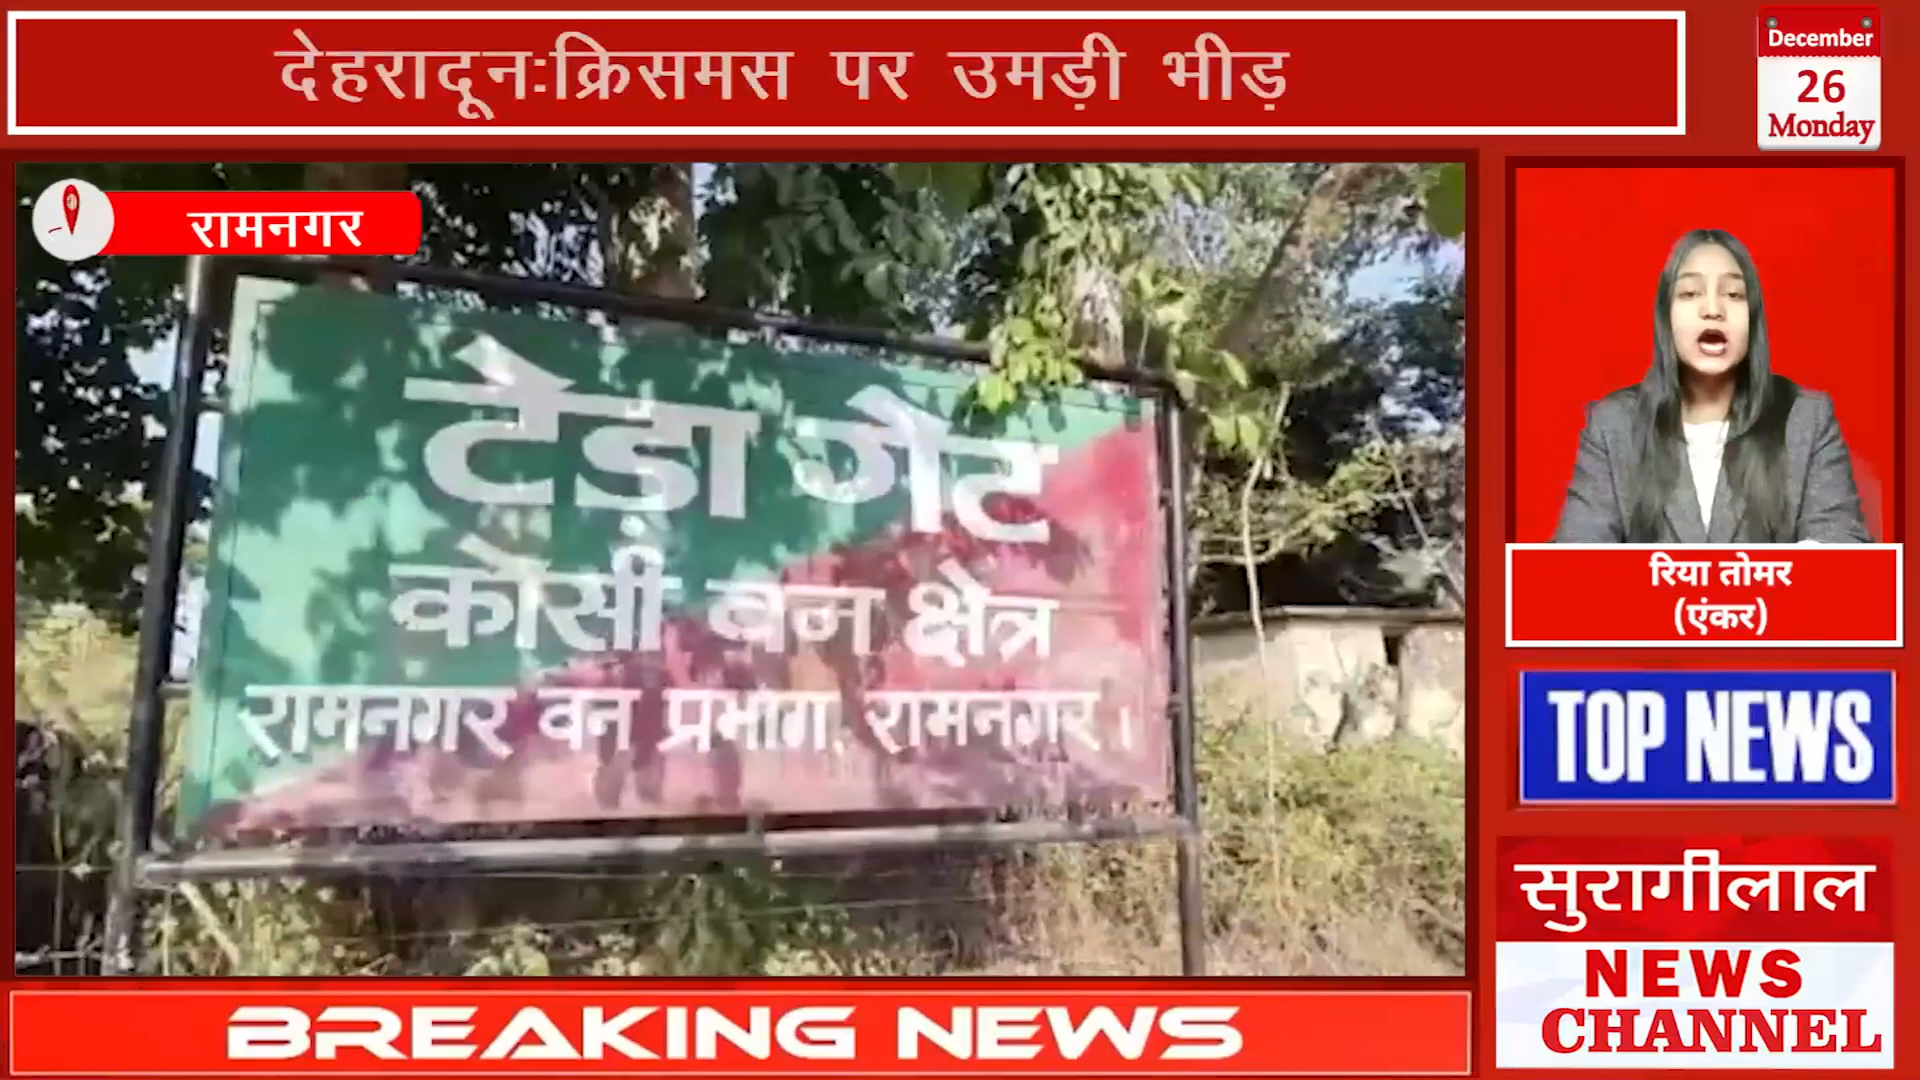 देहरादून:क्रिसमस पर उमड़ी भीड़
December
26
Monday
रामनगर
टेड़ा गेट
कोसी वन क्षेत्र
रामनगर वन प्रभाग, रामनगर।
रिया तोमर
(एंकर)
TOP NEWS
सुरागीलाल
NEWS
CHANNEL
BREAKING NEWS